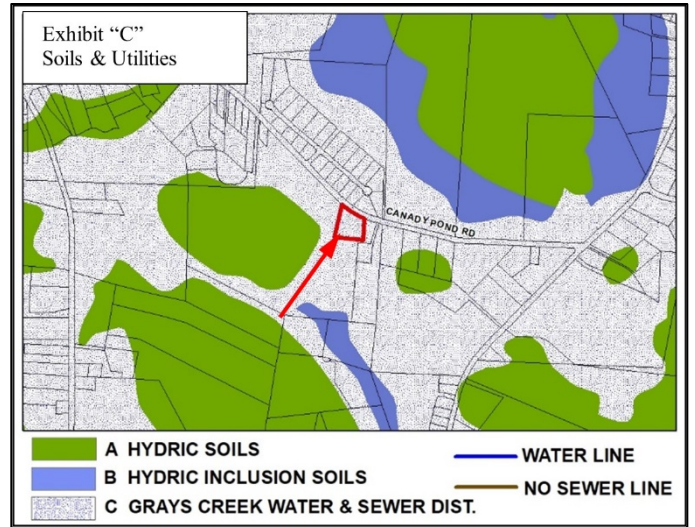 Exhibit “C”
Soils & Utilities
CANADY POND RD
A HYDRIC SOILS
B HYDRIC INCLUSION SOILS
C GRAYS CREEK WATER & SEWER DIST.
WATER LINE
NO SEWER LINE